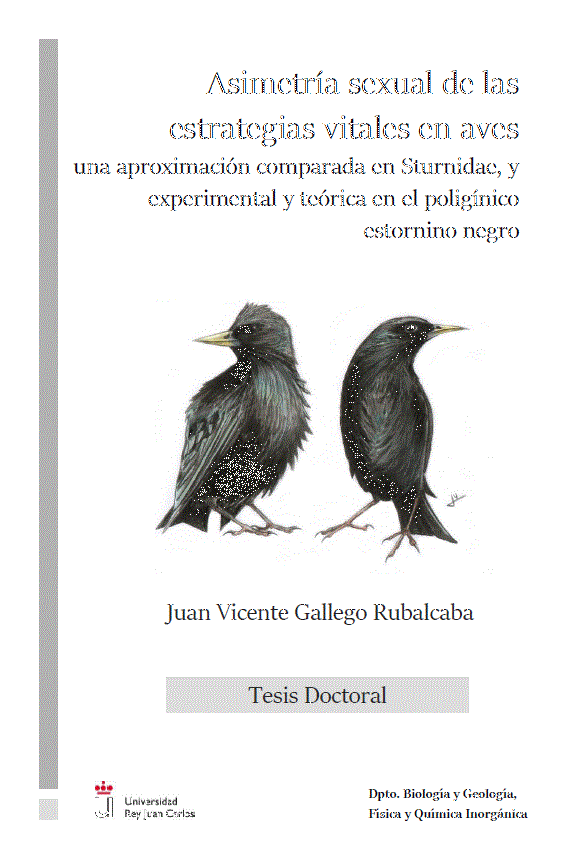 Asimetría sexual de las
estrategias vitales en aves
una aproximación comparada en Sturnidae, y
experimental y teórica en el poligínico
estornino negro
Juan Vicente Gallego Rubalcaba
Tesis Doctoral
Universidad
Rey Juan Carlos
Dpto. Biología y Geología,
Física y Química Inorgánica